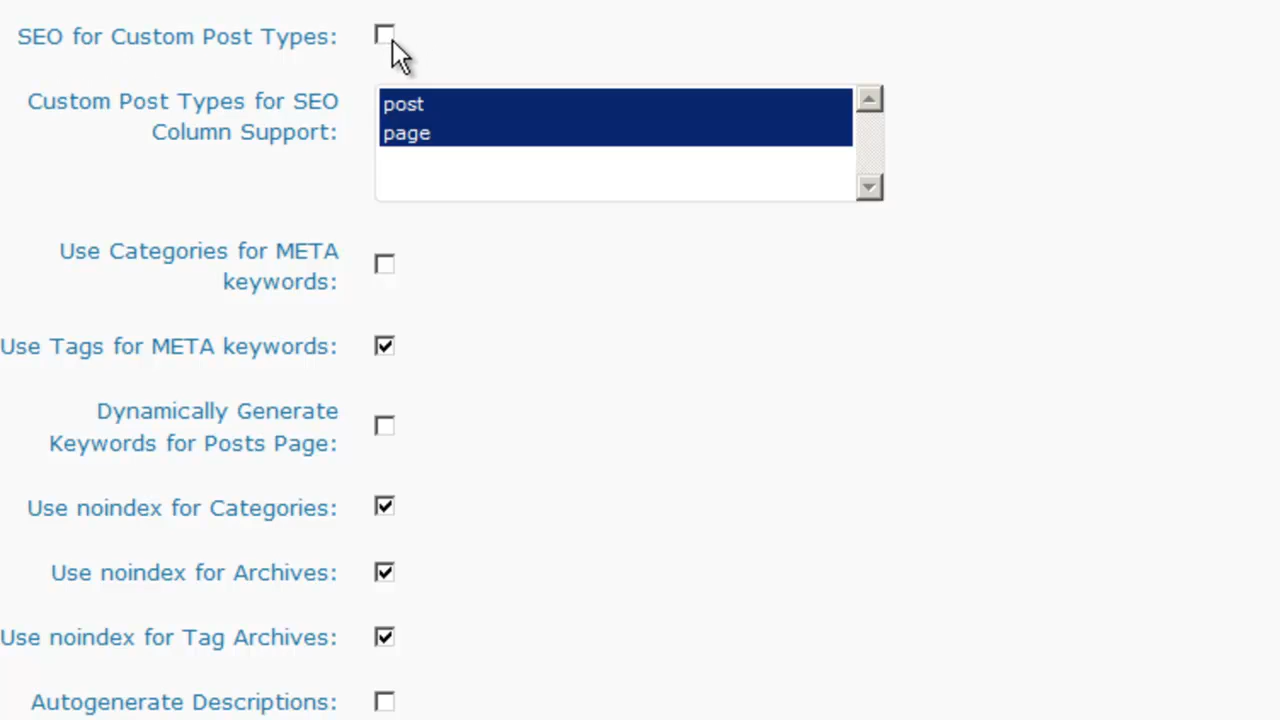 SEO for Custom Post Types:
Custom Post Types for SEO
Column Support:
post
page
Use Categories for META
keywords:
Use Tags for META keywords:
Dynamically Generate
Keywords for Posts Page:
Use noindex for Categories:
Use noindex for Archives:
Use noindex for Tag Archives:
Autogenerate Descriptions: